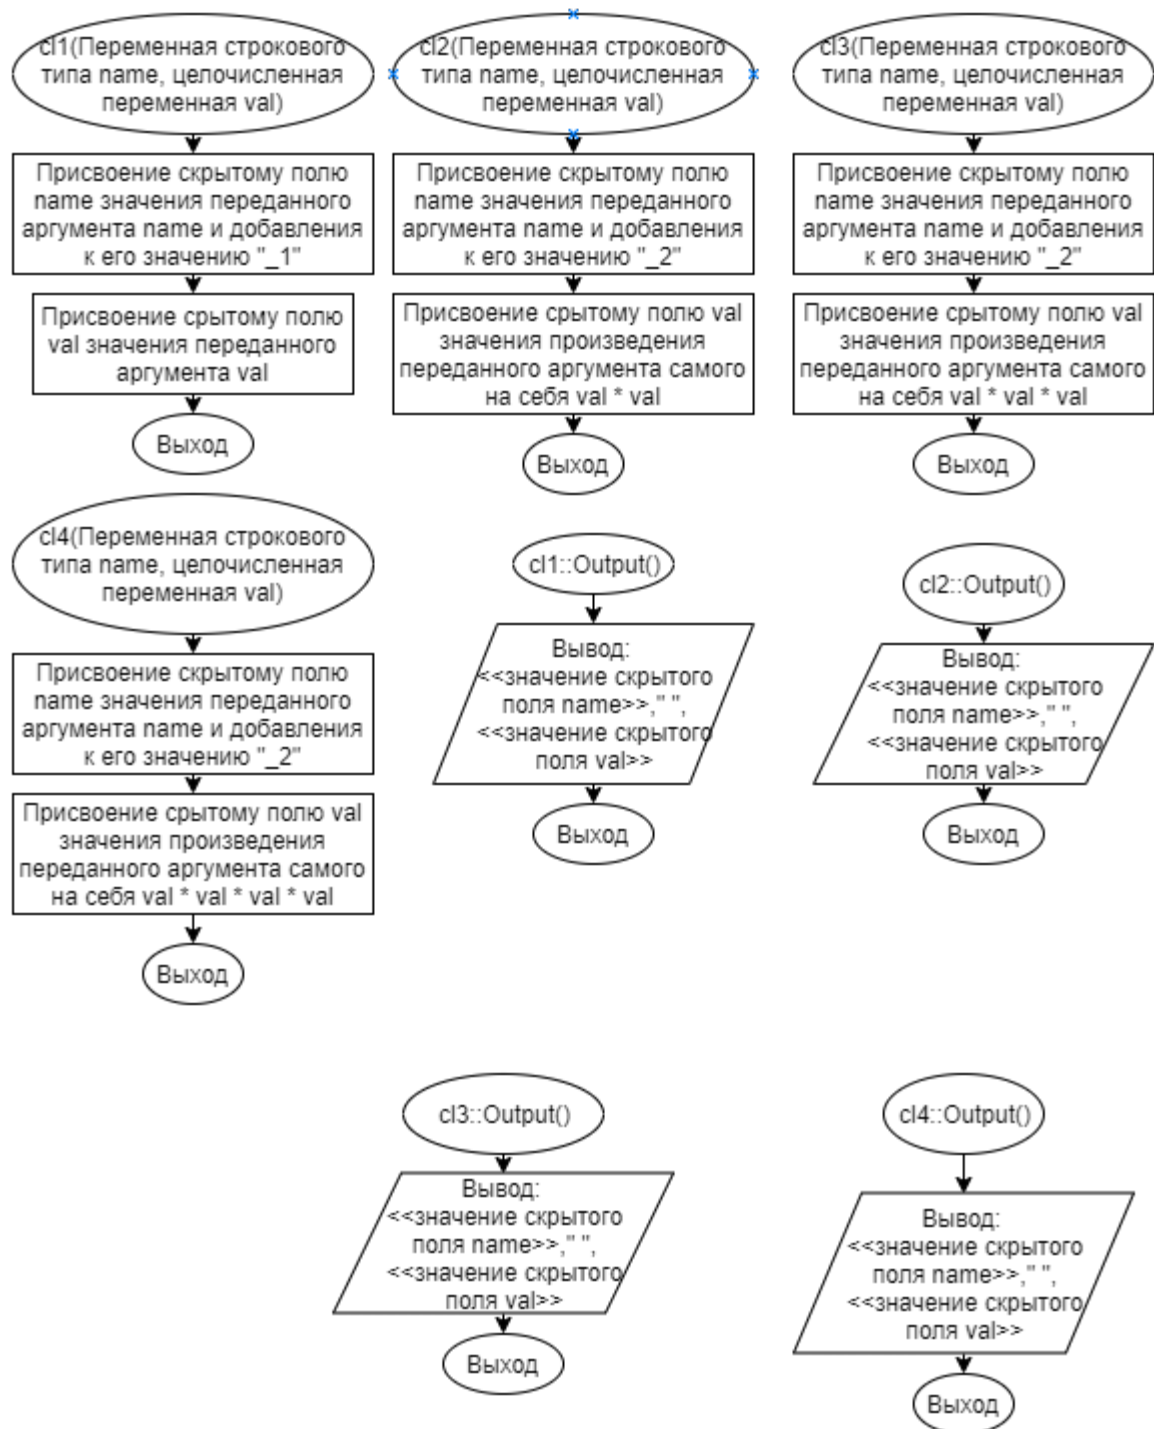 cl1(Переменная строкового
типа name, целочисленная
переменная val)
Присвоение скрытому полю
name значения переданного
аргумента name и добавления
к его значению "_1"
Присвоение срытому полю
val значения переданного
аргумента val
Выход
cl2(Переменная строкового
типа name, целочисленная
переменная val)
Присвоение скрытому полю
name значения переданного
аргумента name и добавления
к его значению "_2"
Присвоение срытому полю val
значения произведения
переданного аргумента самого
на себя val * val
Выход
cl3(Переменная строкового
типа name, целочисленная
переменная val)
Присвоение скрытому полю
name значения переданного
аргумента name и добавления
к его значению "_2"
Присвоение срытому полю val
значения произведения
переданного аргумента самого
на себя val * val * val
Выход
cl4(Переменная строкового
типа name, целочисленная
переменная val)
Присвоение скрытому полю
name значения переданного
аргумента name и добавления
к его значению "_2"
Присвоение срытому полю val
значения произведения
переданного аргумента самого
на себя val * val * val * val
Выход
cl1::Output()
Вывод:
<<значение скрытого
поля name>>," ",
<<значение скрытого
поля val>>
Выход
cl2::Output()
Вывод:
<<значение скрытого
поля name>>," ",
<<значение скрытого
поля val>>
Выход
cl3::Output()
Вывод:
<<значение скрытого
поля name>>," ",
<<значение скрытого
поля val>>
Выход
cl4::Output()
Вывод:
<<значение скрытого
поля name>>," ",
<<значение скрытого
поля val>>
Выход